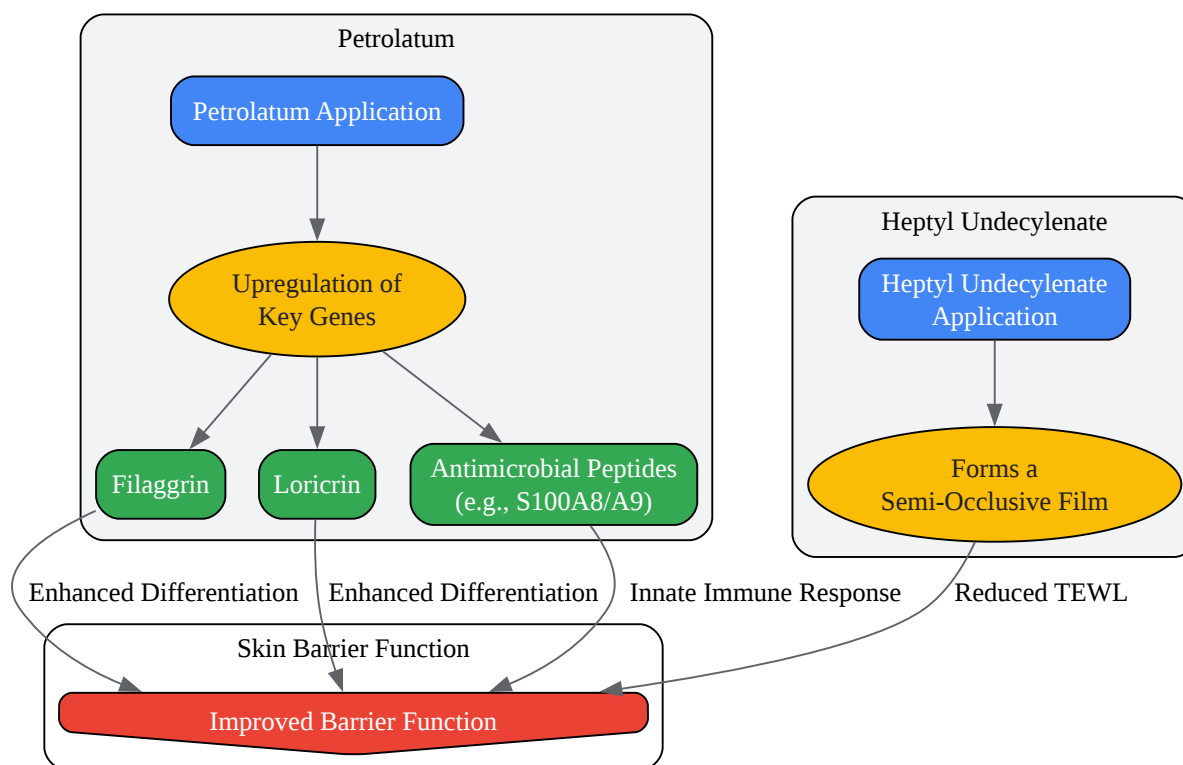 Petrolatum
Petrolatum Application
Upregulation of
Key Genes
Filaggrin
Loricrin
Antimicrobial Peptides
(e.g., S100A8/A9)
Heptyl Undecylenate
Heptyl Undecylenate
Application
Forms a
Semi-Occlusive Film
Enhanced Differentiation
Enhanced Differentiation
Innate Immune Response
Reduced TEWL
Skin Barrier Function
Improved Barrier Function